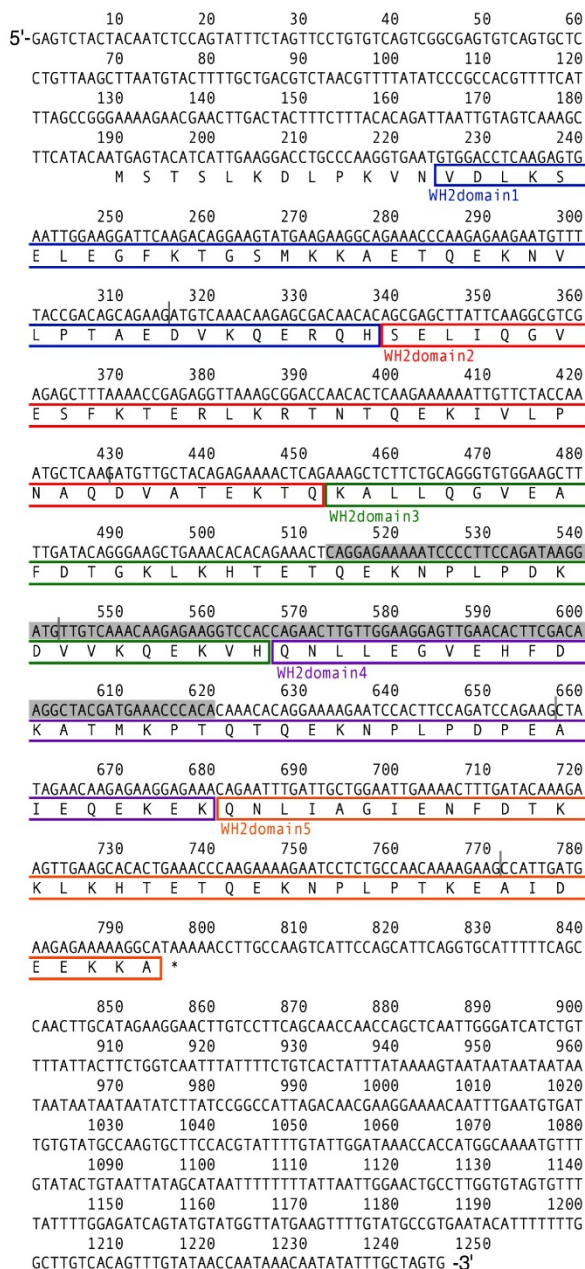 10 20 30 40 50 60
5'-GAGTCTACTACAATCTCCAGTATTTCTAGTTCCTGTGTCAGTCGGCGAGTGTCAGTGCTC
70 80 90 100 110 120
CTGTTAAGCTTAATGTACTTTTGCTGACGTCTAACGTTTTATATCCCGCCACGTTTTCAT
130 140 150 160 170 180
TTAGCCGGGAAAAGAACGAACTTGACTACTTTCTTTACACAGATTAATTGTAGTCAAAGC
190 200 210 220 230 240
TTCATACAATGAGTACATCATTGAAGGACCTGCCCAAGGTGAATGTGGACCTCAAGAGTG
M S T S L K D L P K V N V D L K S
WH2domain1
250 260 270 280 290 300
AATTGGAAGGATTCAAGACAGGAAGTATGAAGAAGGCAGAAACCCAAGAGAAGAATGTTT
E L E G F K T G S M K K A E T Q E K N V
310 320 330 340 350 360
TACCGACAGCAGAAGATGTCAAACAAGAGCGACAACACAGCGAGCTTATTCAAGGCGTCG
L P T A E D V K Q E R Q H S E L I Q G V
WH2domain2
370 380 390 400 410 420
AGAGCTTTAAAACCGAGAGGTTAAAGCGGACCAACACTCAAGAAAAAATTGTTCTACCAA
E S F K T E R L K R T N T Q E K I V L P
430 440 450 460 470 480
ATGCTCAAGATGTTGCTACAGAGAAAACTCAGAAAGCTCTTCTGCAGGGTGTGGAAGCTT
N A Q D V A T E K T Q K A L L Q G V E A
WH2domain3
490 500 510 520 530 540
TTGATACAGGGAAGCTGAAACACACAGAAACTCAGGAGAAAAATCCCCTTCCAGATAAGG
F D T G K L K H T E T Q E K N P L P D K
550 560 570 580 590 600
ATGTTGTCAAACAAGAGAAGGTCCACCAGAACTTGTTGGAAGGAGTTGAACACTTCGACA
D V V K Q E K V H Q N L L E G V E H F D
WH2domain4
610 620 630 640 650 660
AGGCTACGATGAAACCCACACAAACACAGGAAAAGAATCCACTTCCAGATCCAGAAGCTA
K A T M K P T Q T Q E K N P L P D P E A
670 680 690 700 710 720
TAGAACAAGAGAAGGAGAAACAGAATTTGATTGCTGGAATTGAAAACTTTGATACAAAGA
I E Q E K E K Q N L I A G I E N F D T K
WH2domain5
730 740 750 760 770 780
AGTTGAAGCACACTGAAACCCAAGAAAAGAATCCTCTGCCAACAAAAGAAGCCATTGATG
K L K H T E T Q E K N P L P T K E A I D
790 800 810 820 830 840
AAGAGAAAAAGGCATAAAAACCTTGCCAAGTCATTCCAGCATTCAGGTGCATTTTTCAGC
E E K K A *
850 860 870 880 890 900
CAACTTGCATAGAAGGAACTTGTCCTTCAGCAACCAACCAGCTCAATTGGGATCATCTGT
910 920 930 940 950 960
TTTATTACTTCTGGTCAATTTATTTTCTGTCACTATTTATAAAAGTAATAATAATAATAA
970 980 990 1000 1010 1020
TAATAATAATAATATCTTATCCGGCCATTAGACAACGAAGGAAAACAATTTGAATGTGAT
1030 1040 1050 1060 1070 1080
TGTGTATGCCAAGTGCTTCCACGTATTTTGTATTGGATAAACCACCATGGCAAAATGTTT
1090 1100 1110 1120 1130 1140
GTATACTGTAATTATAGCATAATTTTTTTTATTAATTGGAACTGCCTTGGTGTAGTGTTT
1150 1160 1170 1180 1190 1200
TATTTTGGAGATCAGTATGTATGGTTATGAAGTTTTGTATGCCGTGAATACATTTTTTTG
1210 1220 1230 1240 1250
GCTTGTCACAGTTTGTATAACCAATAAACAATATATTTGCTAGTG -3'